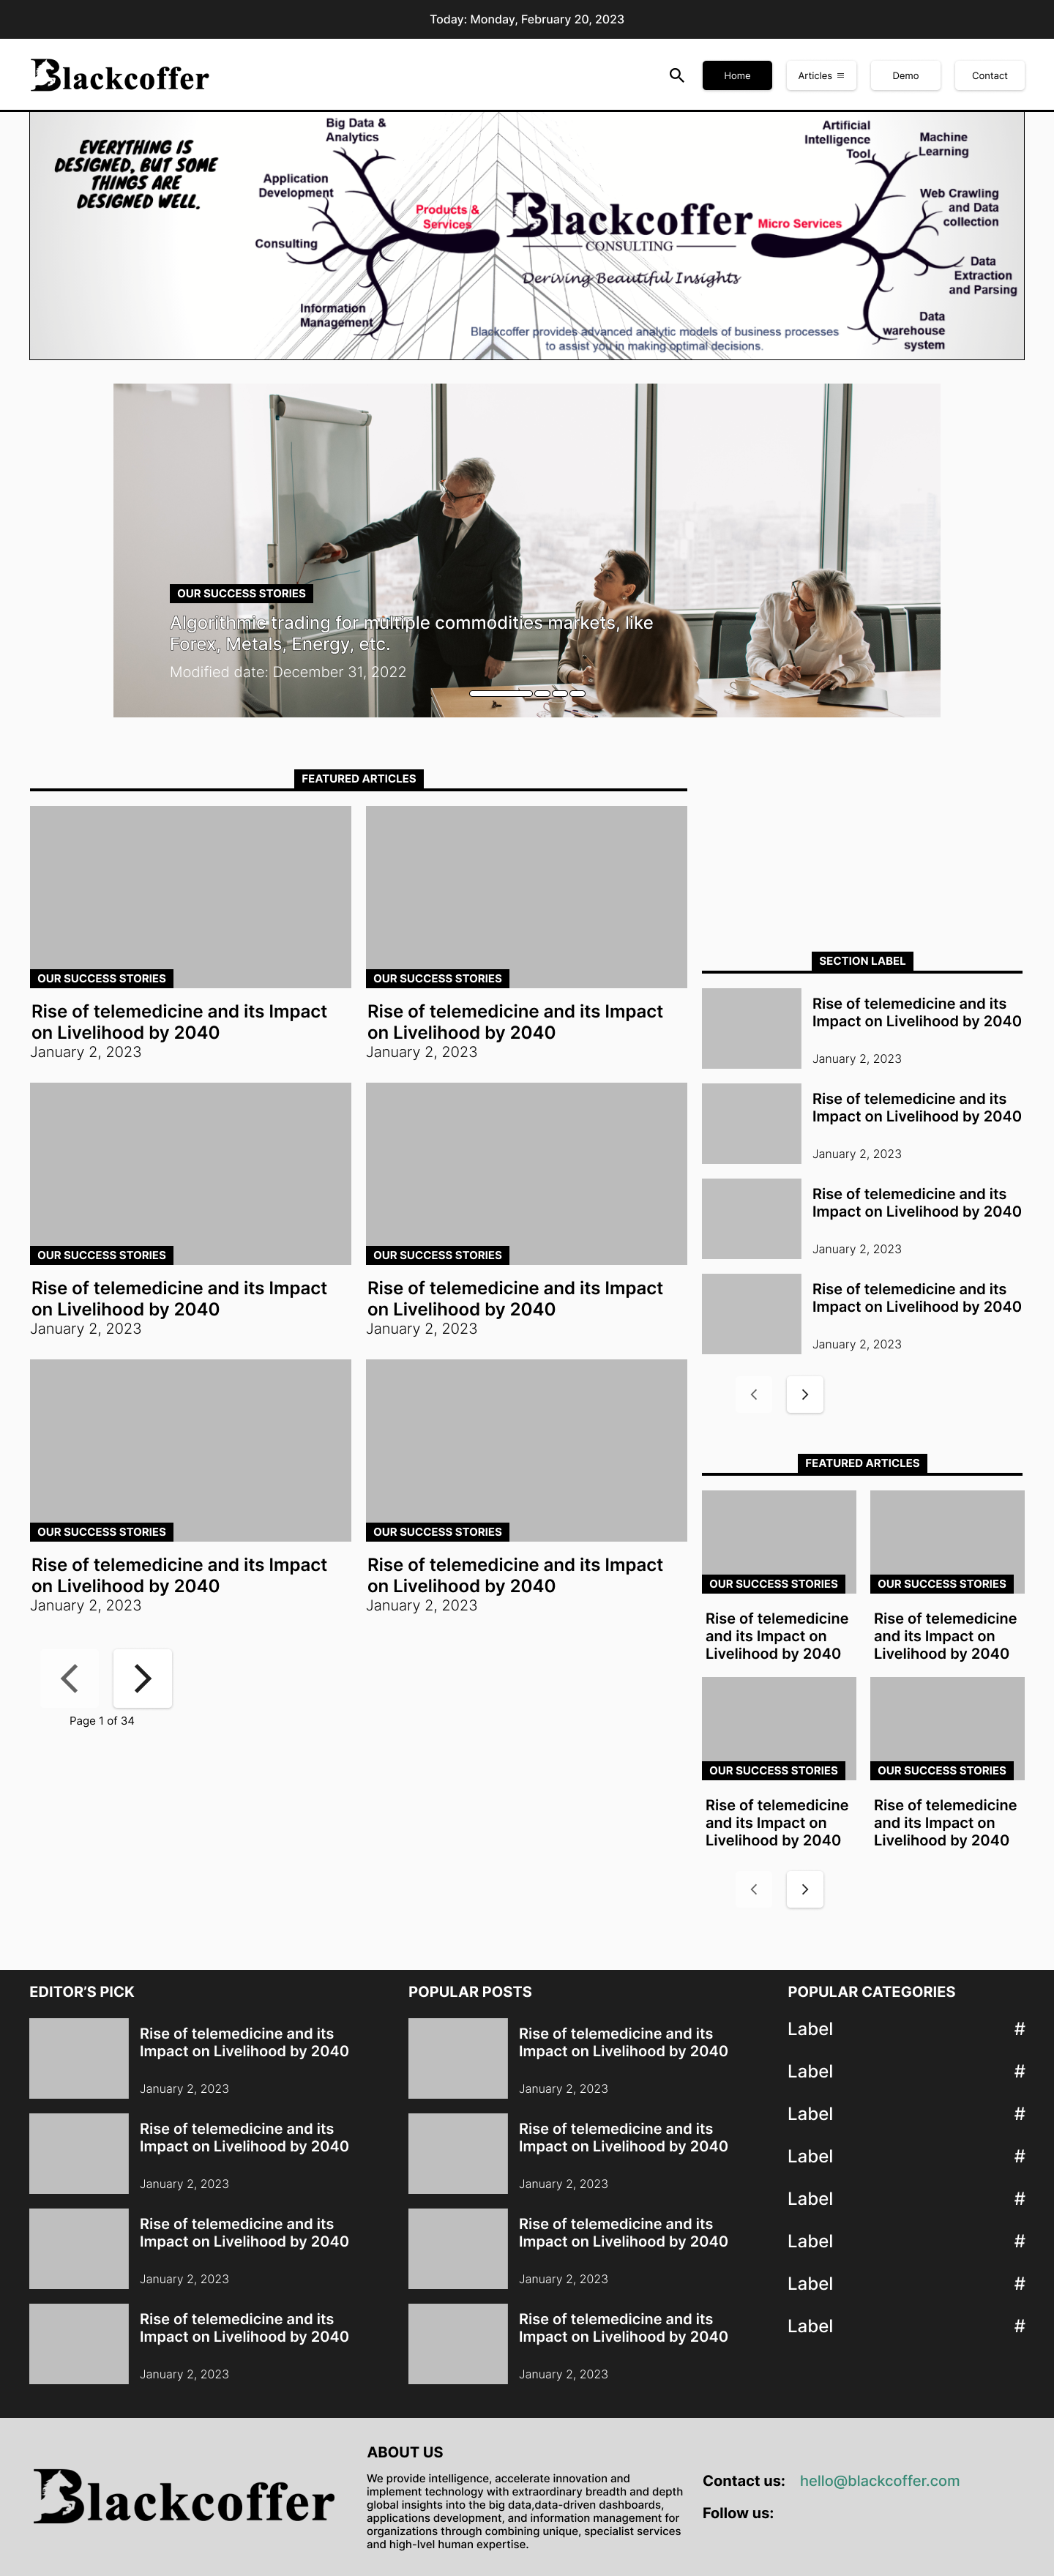 Today: Monday, February 20, 2023
Blackcoffer
Home
Articles
Demo
Contact
EVERYTHING IS
DESIGNED, BUT SOME
THINGS ARE
DESIGNED WELL.
Big Data &
Analytics
Application
Development
Consulting
Information
Management
Products &
Services
Blackcoffer
CONSULTING
Deriving Beautiful Insights
Blackcoffer provides advanced analytic models of business processes
to assist you in making optimal decisions.
Micro Services
Artificial
Intelligence
Tool
Machine
Learning
Web Crawling
and Data
collection
Data
Extraction
and Parsing
Data
warehouse
system
OUR SUCCESS STORIES
Algorithmic trading for multiple commodities markets, like
Forex, Metals, Energy, etc.
Modified date: December 31, 2022
FEATURED ARTICLES
OUR SUCCESS STORIES
Rise of telemedicine and its Impact
on Livelihood by 2040
January 2, 2023
OUR SUCCESS STORIES
Rise of telemedicine and its Impact
on Livelihood by 2040
January 2, 2023
OUR SUCCESS STORIES
Rise of telemedicine and its Impact
on Livelihood by 2040
January 2, 2023
OUR SUCCESS STORIES
Rise of telemedicine and its Impact
on Livelihood by 2040
January 2, 2023
OUR SUCCESS STORIES
Rise of telemedicine and its Impact
on Livelihood by 2040
January 2, 2023
OUR SUCCESS STORIES
Rise of telemedicine and its Impact
on Livelihood by 2040
January 2, 2023
Page 1 of 34
SECTION LABEL
Rise of telemedicine and its
Impact on Livelihood by 2040
January 2, 2023
Rise of telemedicine and its
Impact on Livelihood by 2040
January 2, 2023
Rise of telemedicine and its
Impact on Livelihood by 2040
January 2, 2023
Rise of telemedicine and its
Impact on Livelihood by 2040
January 2, 2023
FEATURED ARTICLES
OUR SUCCESS STORIES
Rise of telemedicine
and its Impact on
Livelihood by 2040
OUR SUCCESS STORIES
Rise of telemedicine
and its Impact on
Livelihood by 2040
OUR SUCCESS STORIES
Rise of telemedicine
and its Impact on
Livelihood by 2040
OUR SUCCESS STORIES
Rise of telemedicine
and its Impact on
Livelihood by 2040
EDITOR’S PICK
Rise of telemedicine and its
Impact on Livelihood by 2040
January 2, 2023
Rise of telemedicine and its
Impact on Livelihood by 2040
January 2, 2023
Rise of telemedicine and its
Impact on Livelihood by 2040
January 2, 2023
Rise of telemedicine and its
Impact on Livelihood by 2040
January 2, 2023
POPULAR POSTS
Rise of telemedicine and its
Impact on Livelihood by 2040
January 2, 2023
Rise of telemedicine and its
Impact on Livelihood by 2040
January 2, 2023
Rise of telemedicine and its
Impact on Livelihood by 2040
January 2, 2023
Rise of telemedicine and its
Impact on Livelihood by 2040
January 2, 2023
POPULAR CATEGORIES
Label #
Label #
Label #
Label #
Label #
Label #
Label #
Label #
Blackcoffer
ABOUT US
We provide intelligence, accelerate innovation and
implement technology with extraordinary breadth and depth
global insights into the big data,data-driven dashboards,
applications development, and information management for
organizations through combining unique, specialist services
and high-lvel human expertise.
Contact us: hello@blackcoffer.com
Follow us: